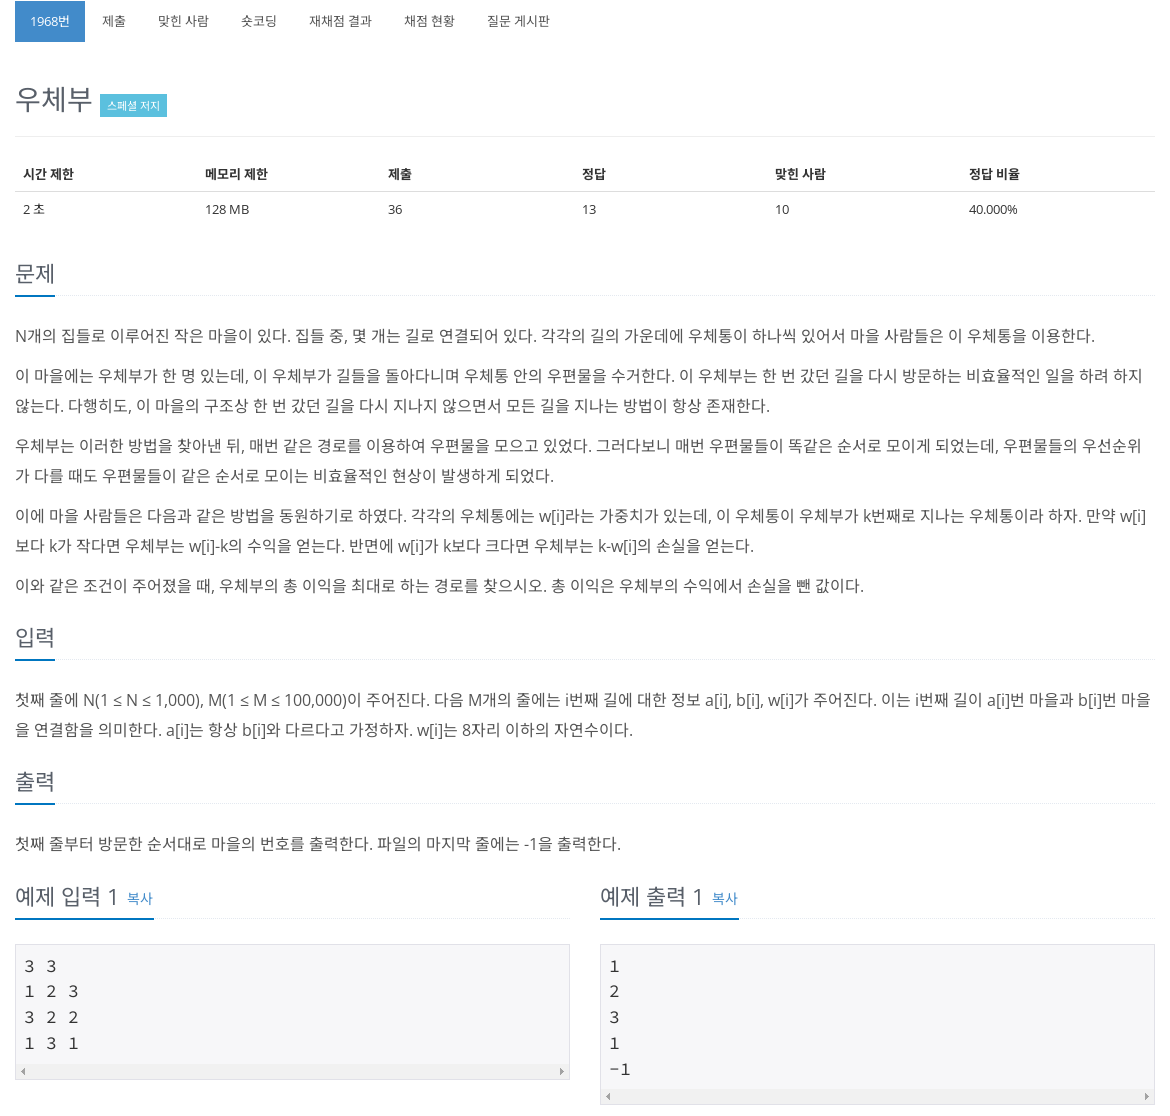 1968번 제출 맞힌 사람 숏코딩 재채점 결과 채점 현황 질문 게시판
우체부 스페셜 저지
시간 제한 메모리 제한 제출 정답 맞힌 사람 정답 비율
2 초 128 MB 36 13 10 40.000%
문제
N개의 집들로 이루어진 작은 마을이 있다. 집들 중, 몇 개는 길로 연결되어 있다. 각각의 길의 가운데에 우체통이 하나씩 있어서 마을 사람들은 이 우체통을 이용한다.
이 마을에는 우체부가 한 명 있는데, 이 우체부가 길들을 돌아다니며 우체통 안의 우편물을 수거한다. 이 우체부는 한 번 갔던 길을 다시 방문하는 비효율적인 일을 하려 하지
않는다. 다행히도, 이 마을의 구조상 한 번 갔던 길을 다시 지나지 않으면서 모든 길을 지나는 방법이 항상 존재한다.
우체부는 이러한 방법을 찾아낸 뒤, 매번 같은 경로를 이용하여 우편물을 모으고 있었다. 그러다보니 매번 우편물들이 똑같은 순서로 모이게 되었는데, 우편물들의 우선순위
가 다를 때도 우편물들이 같은 순서로 모이는 비효율적인 현상이 발생하게 되었다.
이에 마을 사람들은 다음과 같은 방법을 동원하기로 하였다. 각각의 우체통에는 w[i]라는 가중치가 있는데, 이 우체통이 우체부가 k번째로 지나는 우체통이라 하자. 만약 w[i]
보다 k가 작다면 우체부는 w[i]-k의 수익을 얻는다. 반면에 w[i]가 k보다 크다면 우체부는 k-w[i]의 손실을 얻는다.
이와 같은 조건이 주어졌을 때, 우체부의 총 이익을 최대로 하는 경로를 찾으시오. 총 이익은 우체부의 수익에서 손실을 뺀 값이다.
입력
첫째 줄에 N(1 ≤ N ≤ 1,000), M(1 ≤ M ≤ 100,000)이 주어진다. 다음 M개의 줄에는 i번째 길에 대한 정보 a[i], b[i], w[i]가 주어진다. 이는 i번째 길이 a[i]번 마을과 b[i]번 마을
을 연결함을 의미한다. a[i]는 항상 b[i]와 다르다고 가정하자. w[i]는 8자리 이하의 자연수이다.
출력
첫째 줄부터 방문한 순서대로 마을의 번호를 출력한다. 파일의 마지막 줄에는 -1을 출력한다.
예제 입력 1 복사
3 3
1 2 3
3 2 2
1 3 1
예제 출력 1 복사
1
2
3
1
-1